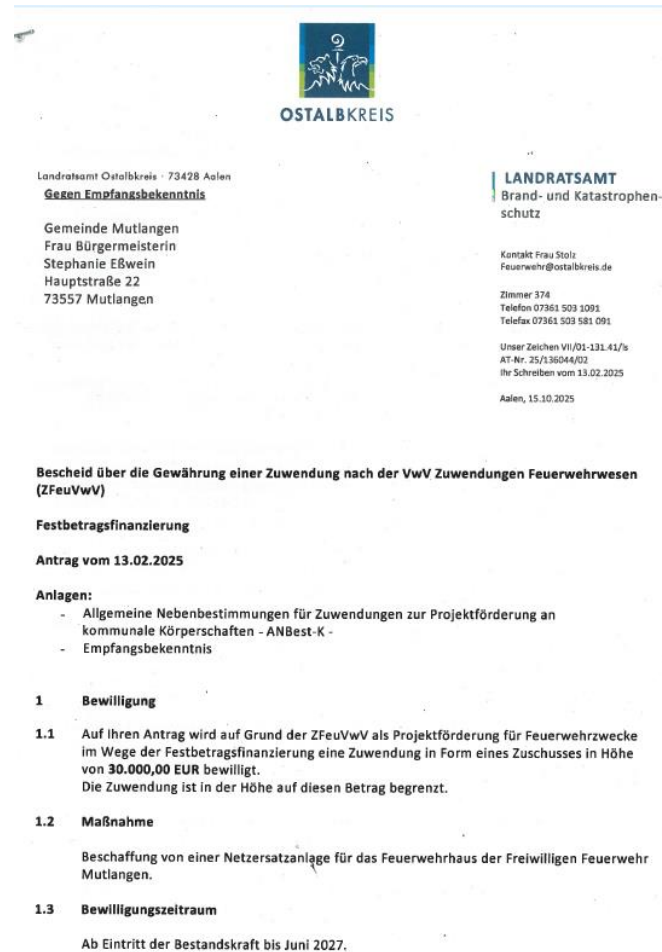 OSTALBKREIS
Landratsamt Ostalbkreis · 73428 Aalen
Gegen Empfangsbekenntnis
Gemeinde Mutlangen
Frau Bürgermeisterin
Stephanie Eßwein
Hauptstraße 22
73557 Mutlangen
LANDRATSAMT
Brand- und Katastrophen-
schutz
Kontakt Frau Stolz
Feuerwehr@ostalbkreis.de
Zimmer 374
Telefon 07361 503 1091
Telefax 07361 503 581 091
Unser Zeichen VII/01-131.41/ls
AT-Nr. 25/136044/02
Ihr Schreiben vom 13.02.2025
Aalen, 15.10.2025
Bescheid über die Gewährung einer Zuwendung nach der VwV Zuwendungen Feuerwehrwesen
(ZFeuVwV)
Festbetragsfinanzierung
Antrag vom 13.02.2025
Anlagen:
- Allgemeine Nebenbestimmungen für Zuwendungen zur Projektförderung an
kommunale Körperschaften - ANBest-K -
- Empfangsbekenntnis
1 Bewilligung
1.1 Auf Ihren Antrag wird auf Grund der ZFeuVwV als Projektförderung für Feuerwehrzwecke
im Wege der Festbetragsfinanzierung eine Zuwendung in Form eines Zuschusses in Höhe
von 30.000,00 EUR bewilligt.
Die Zuwendung ist in der Höhe auf diesen Betrag begrenzt.
1.2 Maßnahme
Beschaffung von einer Netzersatzanlage für das Feuerwehrhaus der Freiwilligen Feuerwehr
Mutlangen.
1.3 Bewilligungszeitraum
Ab Eintritt der Bestandskraft bis Juni 2027.